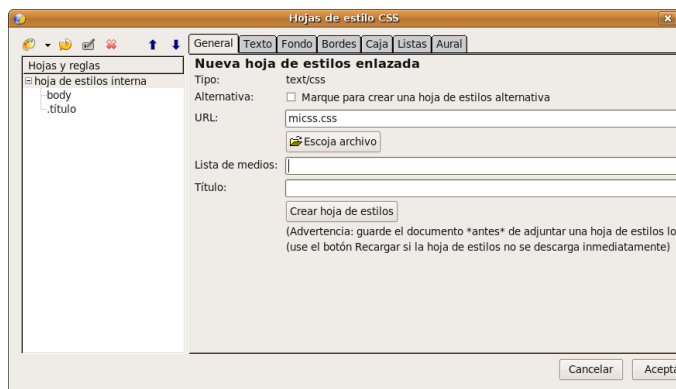 Hojas de estilo CSS
General Texto Fondo Bordes Caja Listas Aural
Hojas y reglas
hoja de estilos interna
body
.título
Nueva hoja de estilos enlazada
Tipo: text/css
Alternativa: Marque para crear una hoja de estilos alternativa
URL: micss.css
Escoja archivo
Lista de medios:
Título:
Crear hoja de estilos
(Advertencia: guarde el documento *antes* de adjuntar una hoja de estilos lo
(use el botón Recargar si la hoja de estilos no se descarga inmediatamente)
Cancelar Acepta